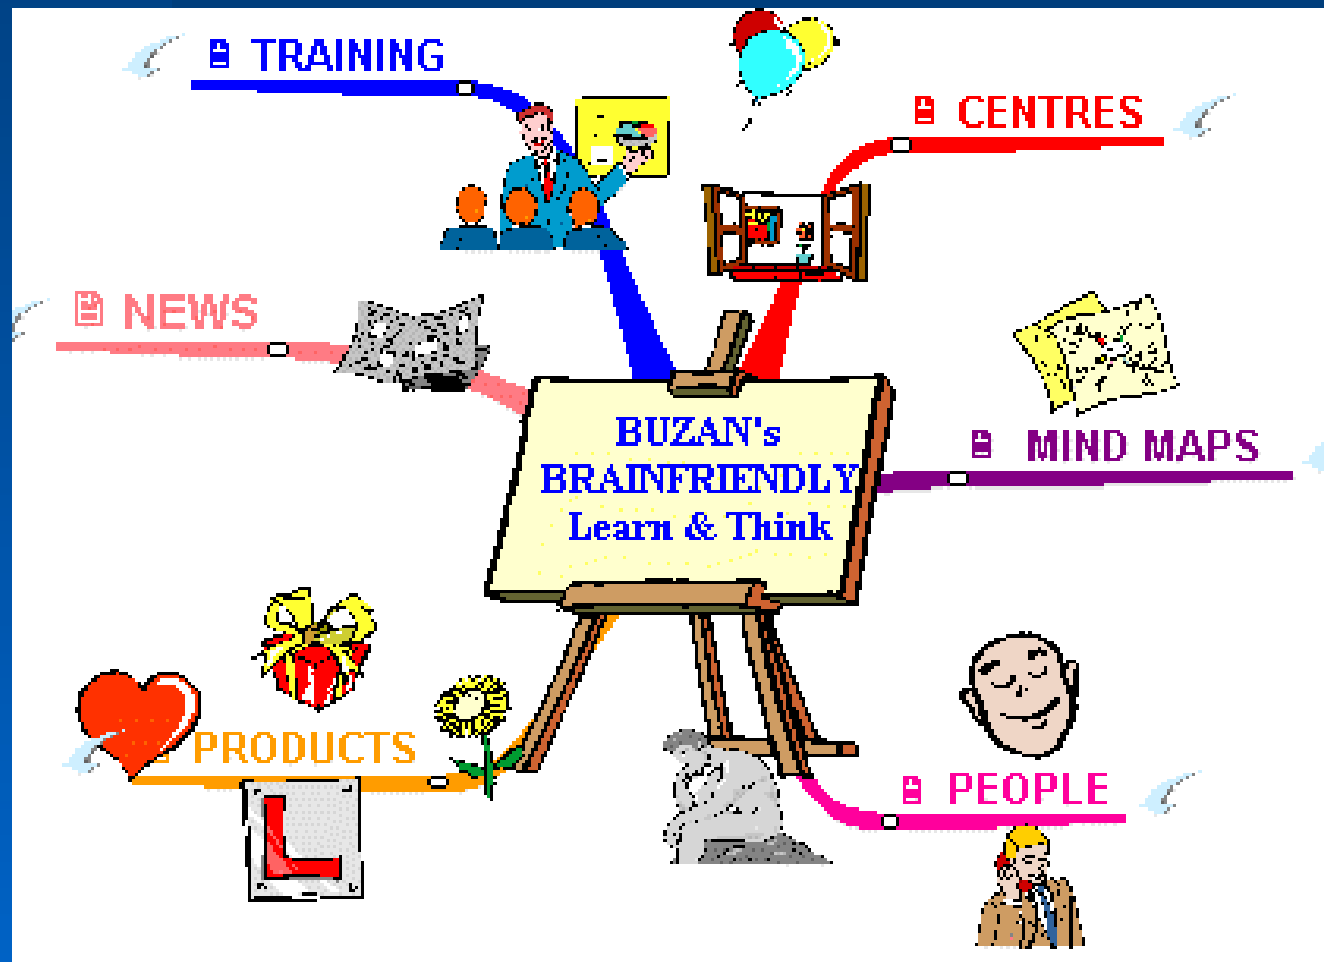 TRAINING
CENTRES
NEWS
MIND MAPS
BUZAN's
BRAINFRIENDLY
Learn & Think
PRODUCTS
PEOPLE
L